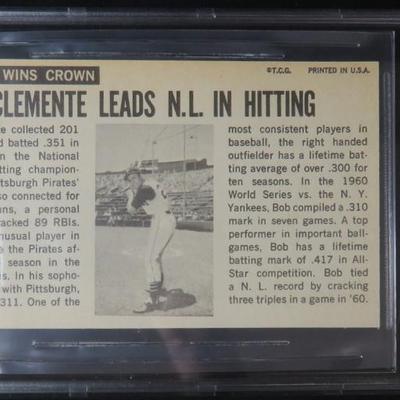 WINS CROWN
©T.C.G. PRINTED IN U.S.A.
CLEMENTE LEADS N.L. IN HITTING
te collected 201
d batted .351 in
n the National
tting champion-
ttsburgh Pirates'
so connected for
uns, a personal
racked 89 RBIs.
nusual player in
e the Pirates af-
season in the
s. In his sopho-
with Pittsburgh,
.311. One of the
most consistent players in
baseball, the right handed
outfielder has a lifetime bat-
ting average of over .300 for
ten seasons. In the 1960
World Series vs. the N. Y.
Yankees, Bob compiled a .310
mark in seven games. A top
performer in important ball-
games, Bob has a lifetime
batting mark of .417 in All-
Star competition. Bob tied
a N. L. record by cracking
three triples in a game in '60.